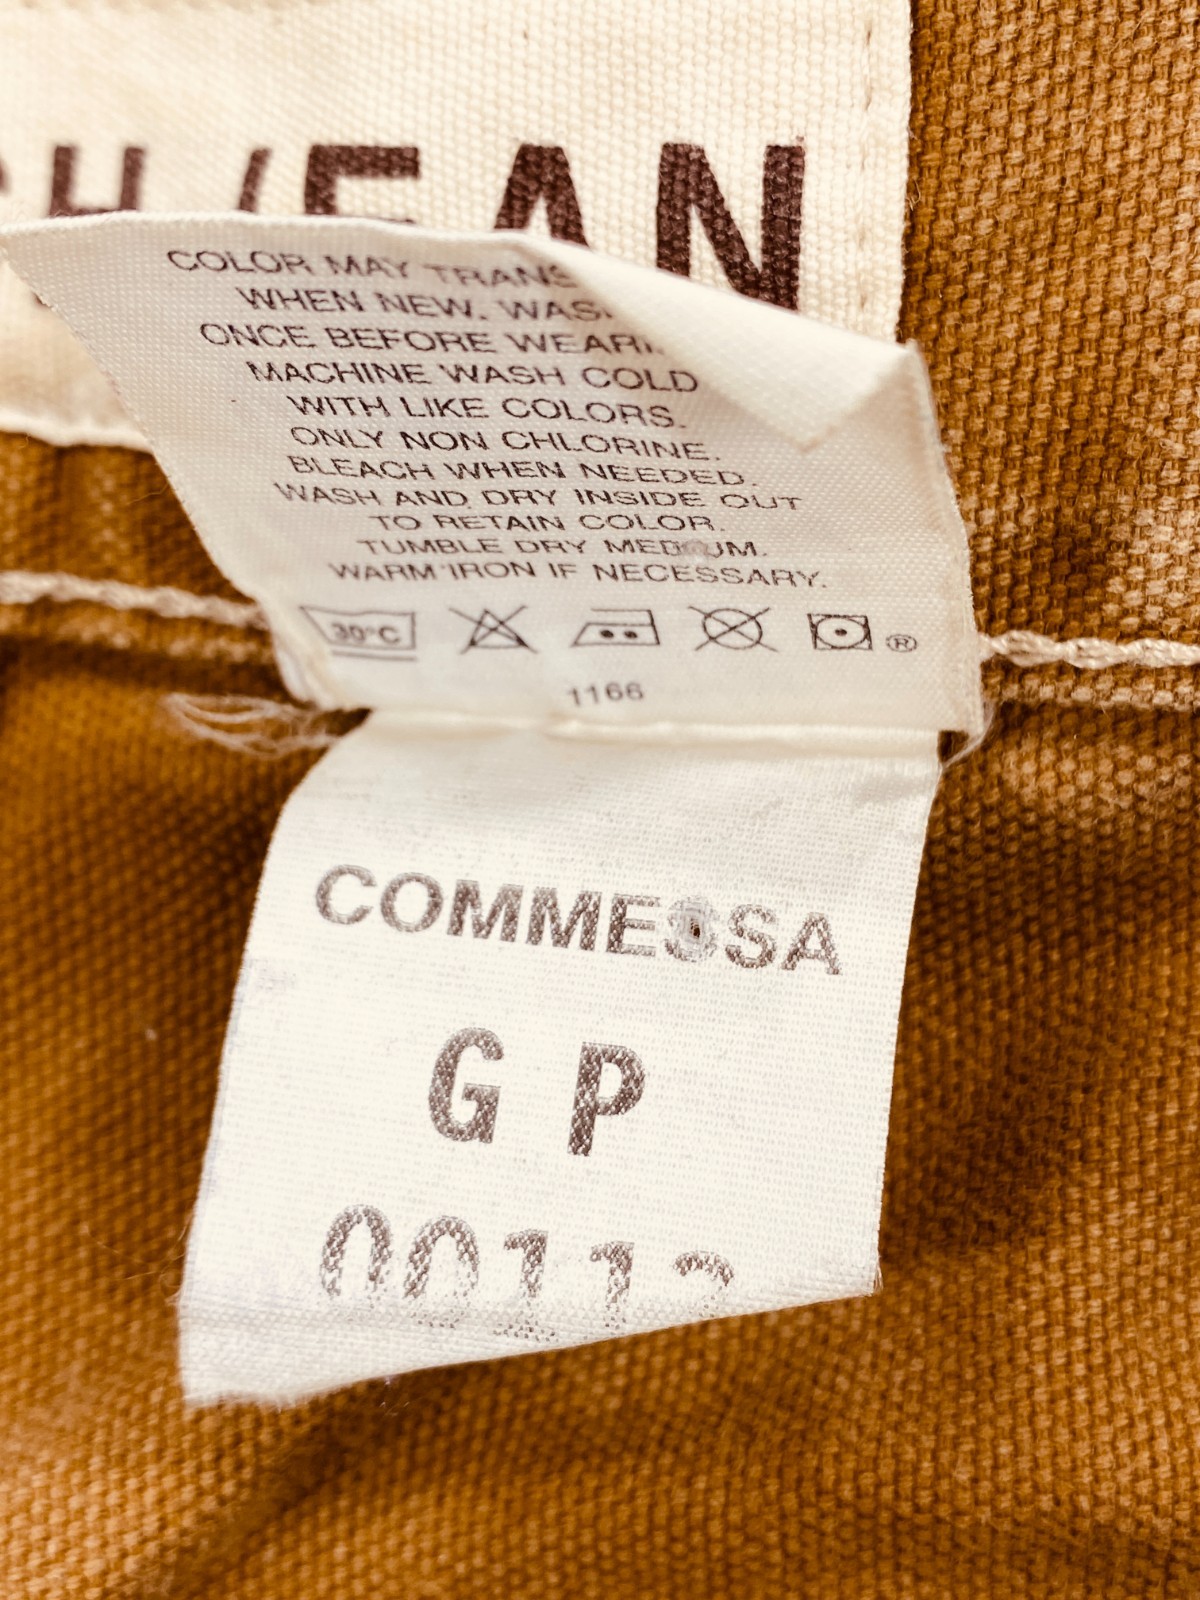 COLOR MAY TRANS
WHEN NEW. WAS
ONCE BEFORE WEARI
MACHINE WASH COLD
WITH LIKE COLORS.
ONLY NON CHLORINE.
BLEACH WHEN NEEDED.
WASH AND DRY INSIDE OUT
TO RETAIN COLOR.
TUMBLE DRY MEDIUM.
WARM IRON IF NECESSARY.
30°C ®
1166
COMMESSA
G P